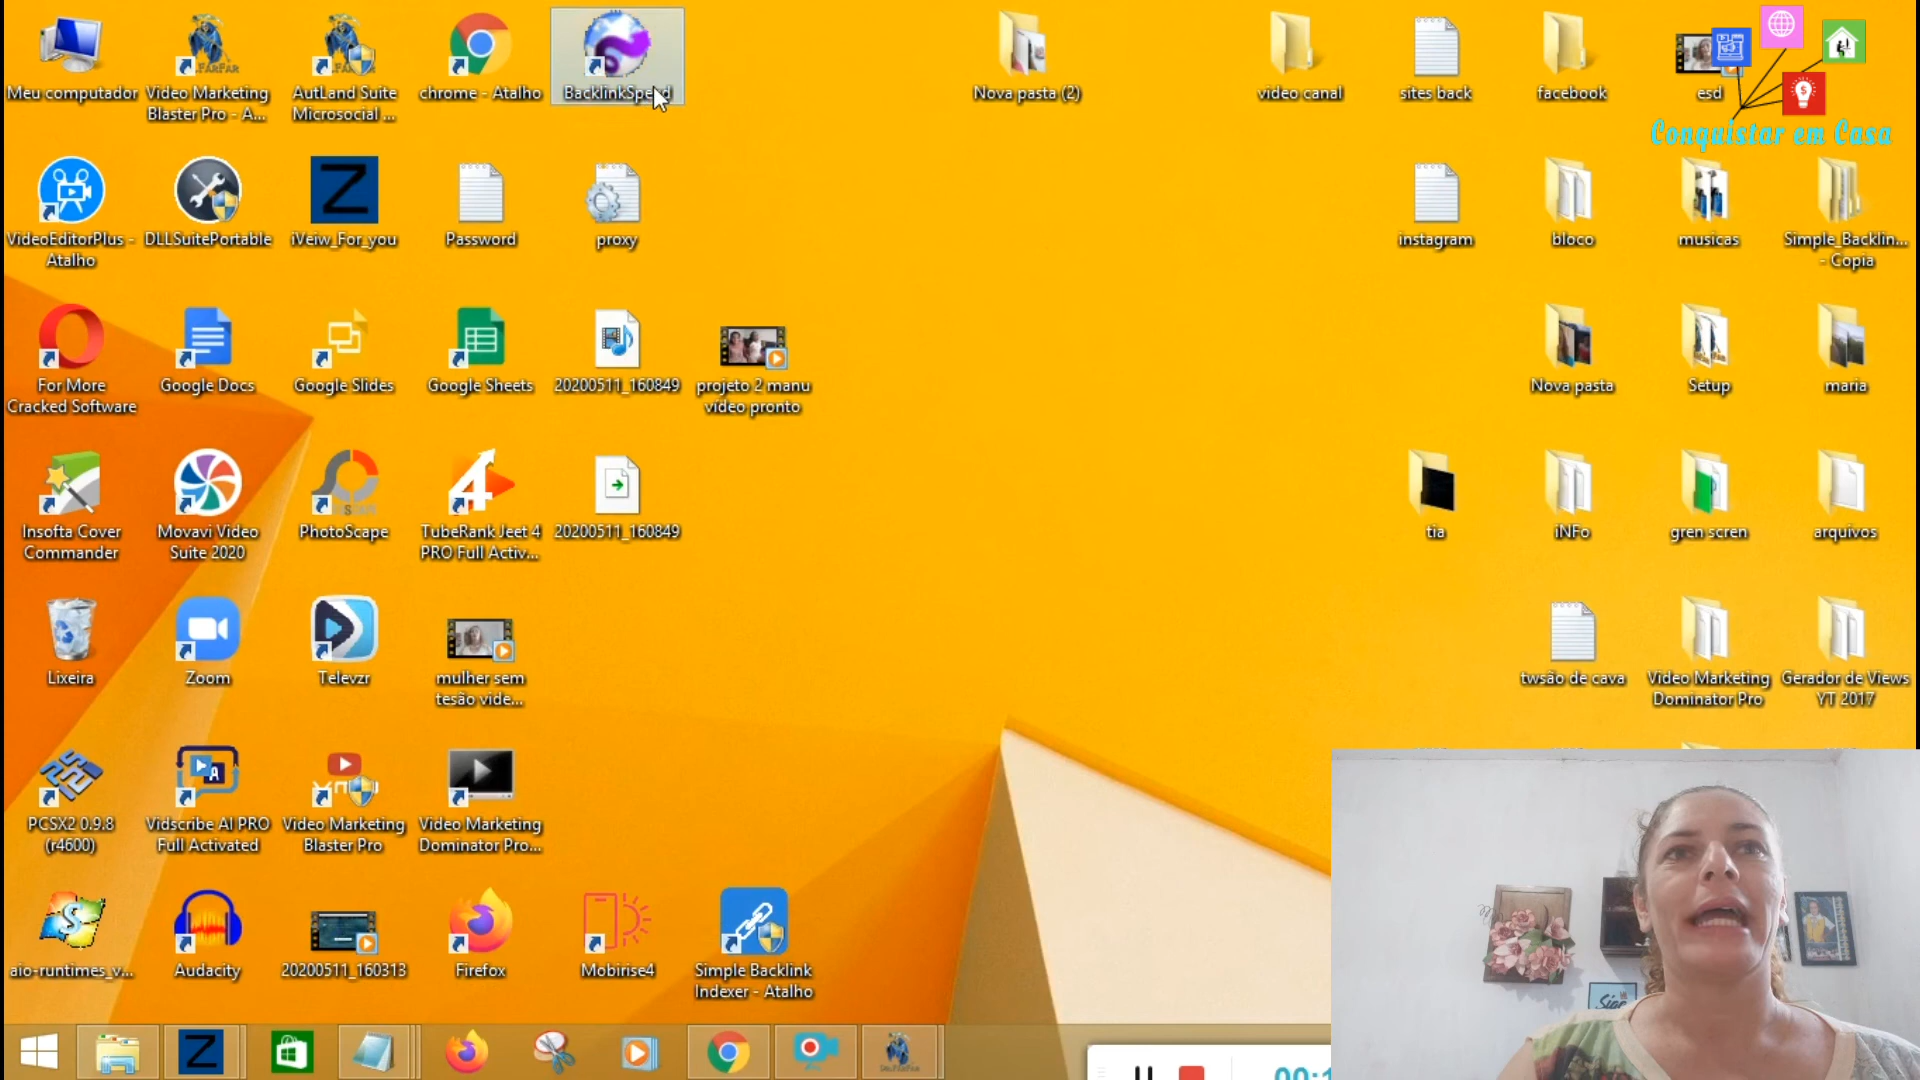 Meu computador
Video Marketing
Blaster Pro - A...
AutLand Suite
Microsocial ...
chrome - Atalho
BacklinkSpeed
Nova pasta (2)
video canal
sites back
facebook
esd
Conquistar em Casa
VideoEditorPlus -
Atalho
DLLSuitePortable
iVeiw_For_you
Password
proxy
instagram
bloco
musicas
Simple_Backlin...
- Copia
For More
Cracked Software
Google Docs
Google Slides
Google Sheets
20200511_160849
projeto 2 manu
vídeo pronto
Nova pasta
Setup
maria
Insofta Cover
Commander
Movavi Video
Suite 2020
PhotoScape
TubeRank Jeet 4
PRO Full Activ...
20200511_160849
tia
iNFo
gren scren
arquivos
Lixeira
Zoom
Televzr
mulher sem
tesão vide...
twsão de cava
Video Marketing
Dominator Pro
Gerador de Views
YT 2017
PCSX2 0.9.8
(r4600)
Vidscribe AI PRO
Full Activated
Video Marketing
Blaster Pro
Video Marketing
Dominator Pro...
aio-runtimes_v...
Audacity
20200511_160313
Firefox
Mobirise4
Simple Backlink
Indexer - Atalho